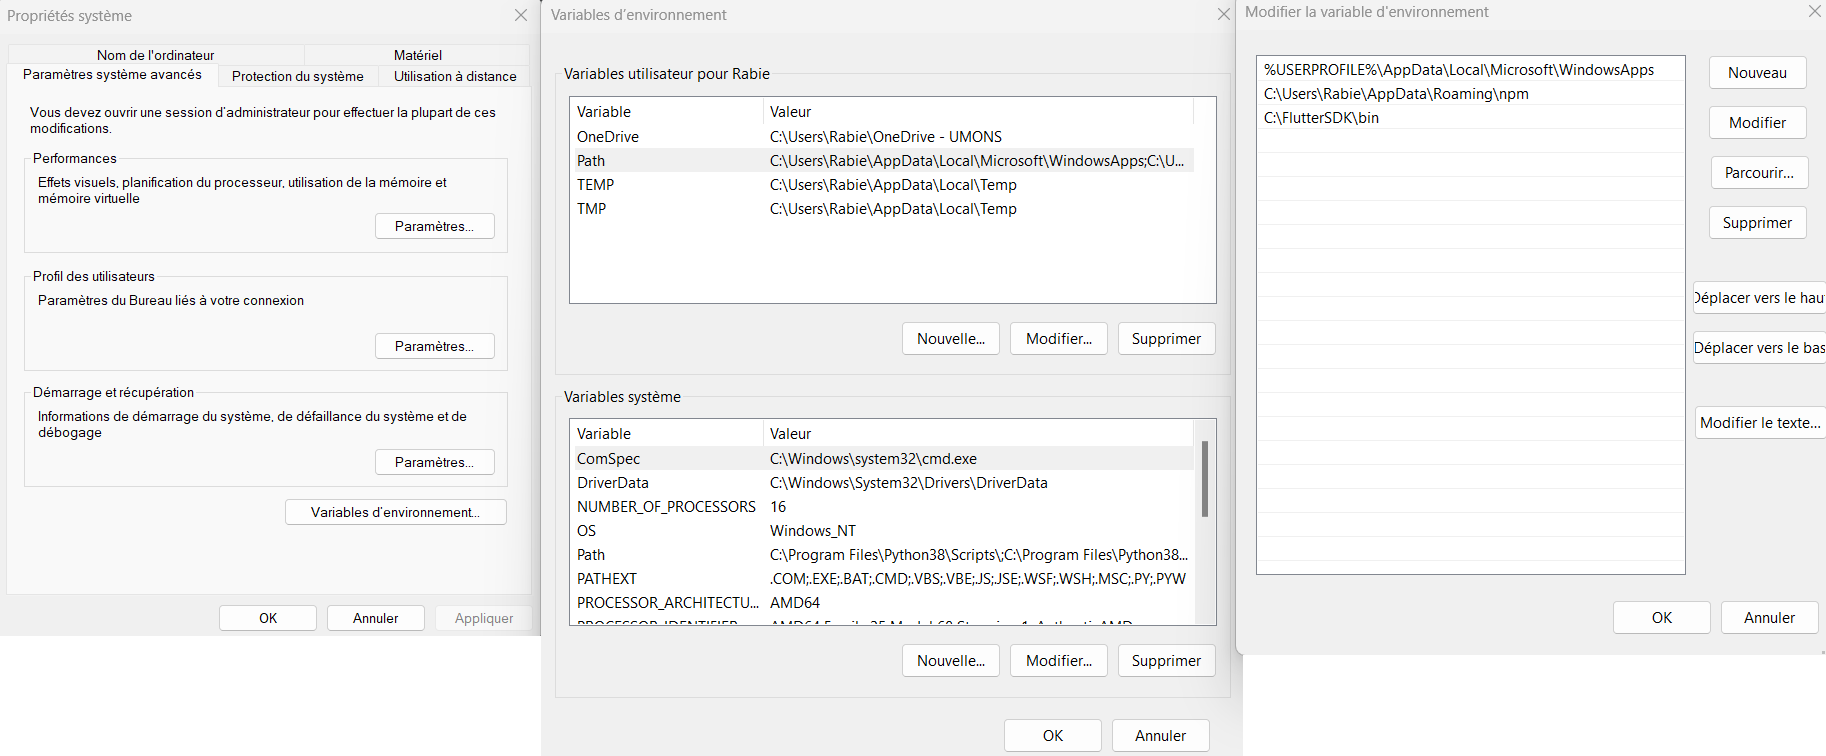 Propriétés système
Nom de l'ordinateur
Matériel
Paramètres système avancés
Protection du système
Utilisation à distance
Vous devez ouvrir une session d'administrateur pour effectuer la plupart de ces
modifications.
Performances
Effets visuels, planification du processeur, utilisation de la mémoire et
mémoire virtuelle
Paramètres...
Profil des utilisateurs
Paramètres du Bureau liés à votre connexion
Paramètres...
Démarrage et récupération
Informations de démarrage du système, de défaillance du système et de
débogage
Paramètres...
Variables d'environnement...
OK
Annuler
Appliquer
Variables d'environnement
Variables utilisateur pour Rabie
Variable Valeur
OneDrive C:\Users\Rabie\OneDrive - UMONS
Path C:\Users\Rabie\AppData\Local\Microsoft\WindowsApps;C:\U...
TEMP C:\Users\Rabie\AppData\Local\Temp
TMP C:\Users\Rabie\AppData\Local\Temp
Nouvelle...
Modifier...
Supprimer
Variables système
Variable Valeur
ComSpec C:\Windows\system32\cmd.exe
DriverData C:\Windows\System32\Drivers\DriverData
NUMBER_OF_PROCESSORS 16
OS Windows_NT
Path C:\Program Files\Python38\Scripts\;C:\Program Files\Python38...
PATHEXT .COM;.EXE;.BAT;.CMD;.VBS;.VBE;JS;JSE;.WSF;.WSH;.MSC;.PY;.PYW
PROCESSOR_ARCHITECTU... AMD64
Nouvelle...
Modifier...
Supprimer
OK
Annuler
Modifier la variable d'environnement
%USERPROFILE%\AppData\Local\Microsoft\WindowsApps
C:\Users\Rabie\AppData\Roaming\npm
C:\FlutterSDK\bin
Nouveau
Modifier
Parcourir...
Supprimer
Déplacer vers le hau
Déplacer vers le bas
Modifier le texte...
OK
Annuler